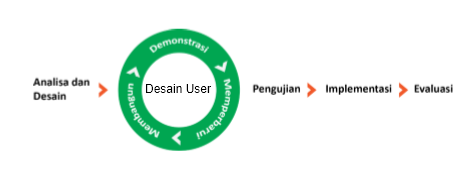 Analisa dan
Desain
Demonstrasi
Memperbarui
Membangun
Desain User
Pengujian
Implementasi
Evaluasi